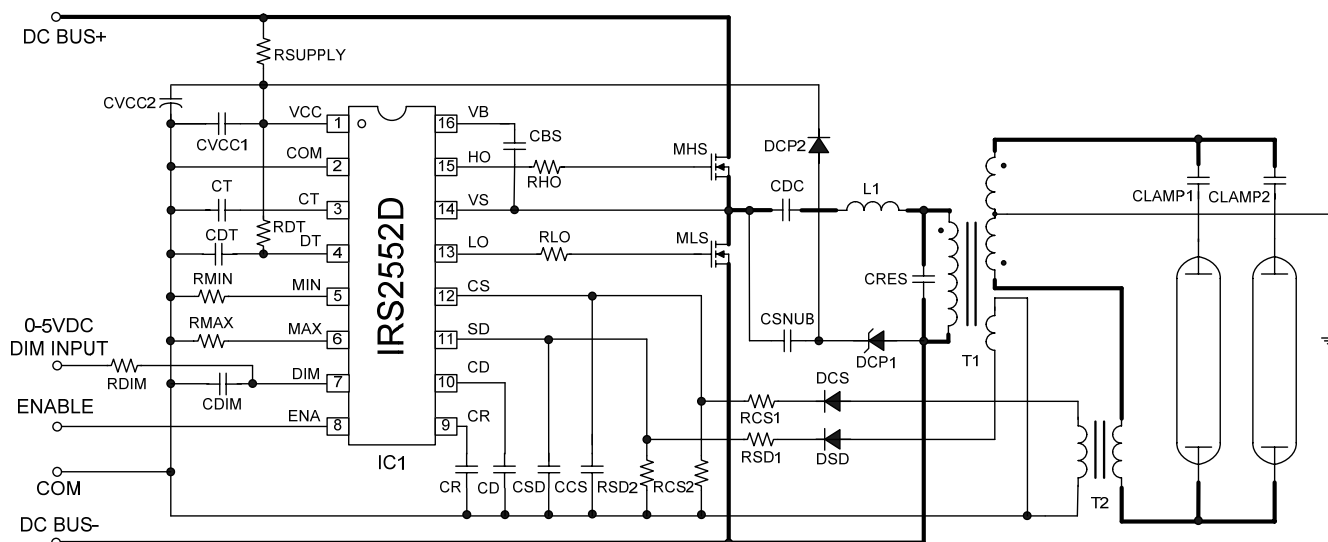 DC BUS+
RSUPPLY
CVCC2
CVCC1
VCC
1
COM
2
CT
CT
3
RDT
CDT
DT
4
RMIN
MIN
5
RMAX
MAX
6
0-5VDC
DIM INPUT
RDIM
CDIM
DIM
7
ENABLE
ENA
8
COM
DC BUS-
IRS2552D
IC1
16
VB
CBS
15
HO
RHO
14
VS
13
LO
RLO
12
CS
11
SD
10
CD
9
CR
MHS
MLS
DCP2
CDC
L1
CRES
CSNUB
DCP1
T1
CLAMP1
CLAMP2
DCS
RCS1
RSD1
DSD
T2
CR
CD
CSD
CCS
RSD2
RCS2